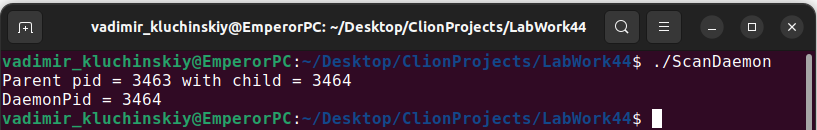 vadimir_kluchinskiy@EmperorPC: ~/Desktop/ClionProjects/LabWork44
vadimir_kluchinskiy@EmperorPC:~/Desktop/ClionProjects/LabWork44$ ./ScanDaemon
Parent pid = 3463 with child = 3464
DaemonPid = 3464
vadimir_kluchinskiy@EmperorPC:~/Desktop/ClionProjects/LabWork44$